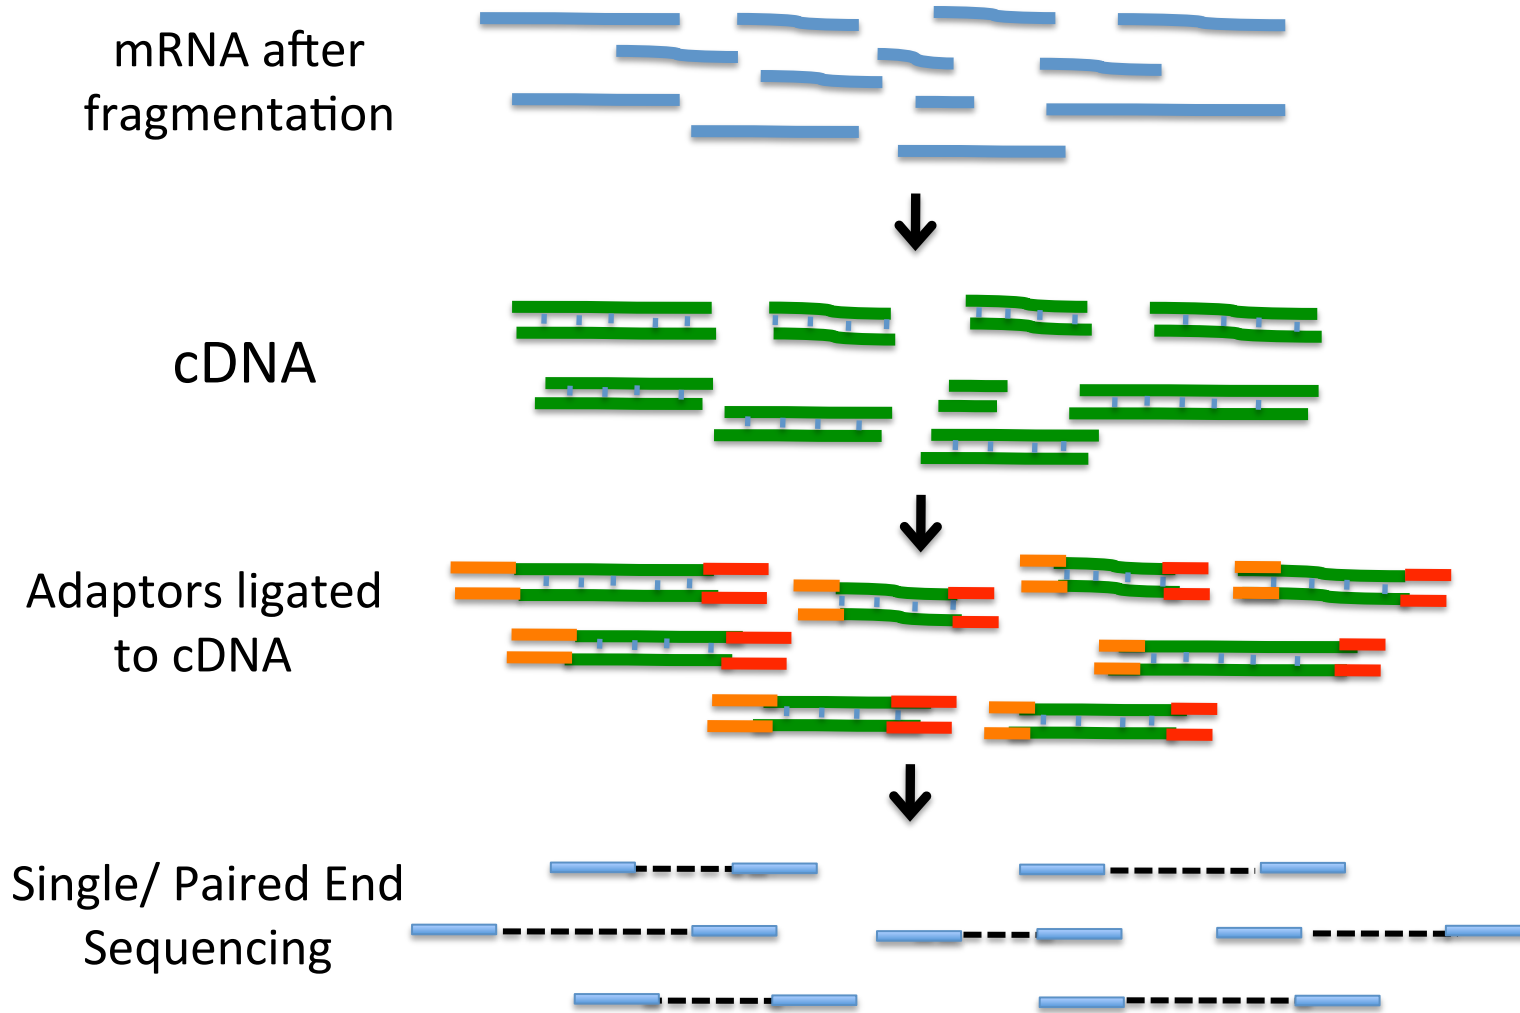 mRNA after
fragmentation
cDNA
Adaptors ligated
to cDNA
Single/ Paired End
Sequencing